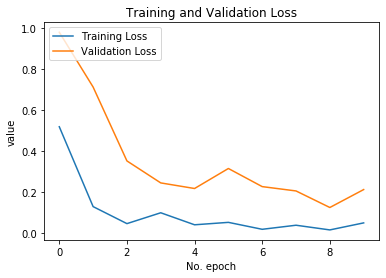 Training and Validation Loss
Training Loss
Validation Loss
value
1.0
0.8
0.6
0.4
0.2
0.0
0
2
4
6
8
No. epoch